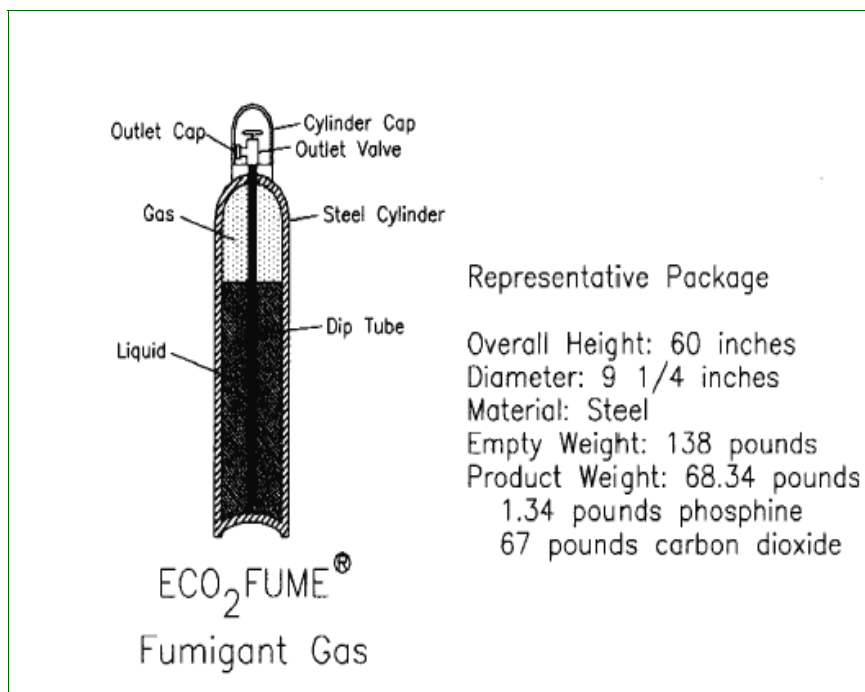 Cylinder Cap
Outlet Cap
Outlet Valve
Gas
Steel Cylinder
Dip Tube
Liquid
ECO₂FUME®
Fumigant Gas
Representative Package
Overall Height: 60 inches
Diameter: 9 1/4 inches
Material: Steel
Empty Weight: 138 pounds
Product Weight: 68.34 pounds
1.34 pounds phosphine
67 pounds carbon dioxide